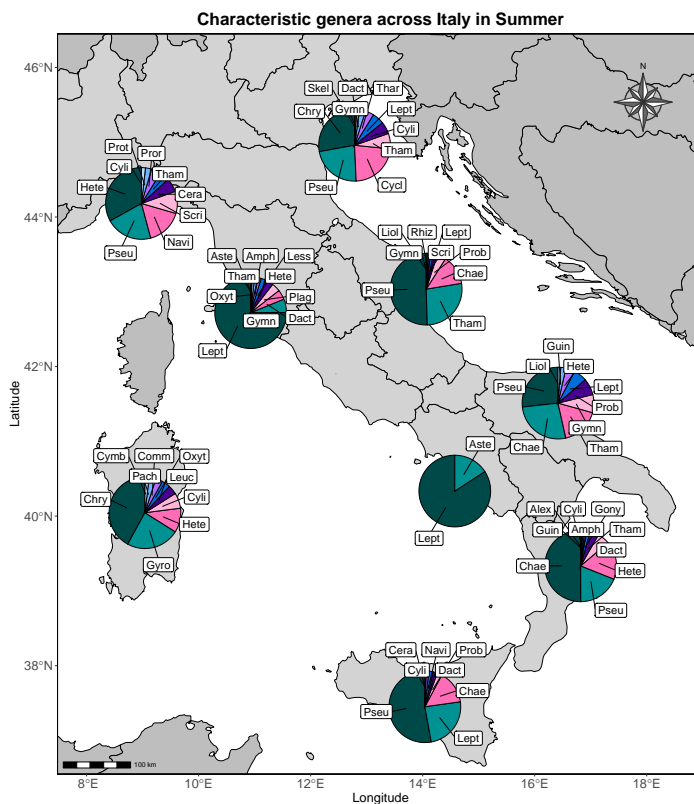 Characteristic genera across Italy in Summer
N
46°N
44°N
42°N
40°N
38°N
Latitude
Skel
Dact
Thar
Chry
Gymn
Lept
Cyli
Tham
Pseu
Cycl
Prot
Pror
Cyli
Tham
Hete
Cera
Scri
Pseu
Navi
Liol
Rhiz
Lept
Gymn
Scri
Prob
Chae
Pseu
Tham
Aste
Amph
Less
Tham
Hete
Oxyt
Plag
Gymn
Dact
Lept
Guin
Liol
Hete
Pseu
Lept
Prob
Gymn
Chae
Tham
Aste
Lept
Cymb
Comm
Oxyt
Pach
Leuc
Chry
Cyli
Hete
Gyro
Alex
Cyli
Gony
Guin
Amph
Tham
Dact
Chae
Hete
Pseu
Cera
Navi
Prob
Cyli
Dact
Chae
Pseu
Lept
100 km
8°E
10°E
12°E
14°E
16°E
18°E
Longitude